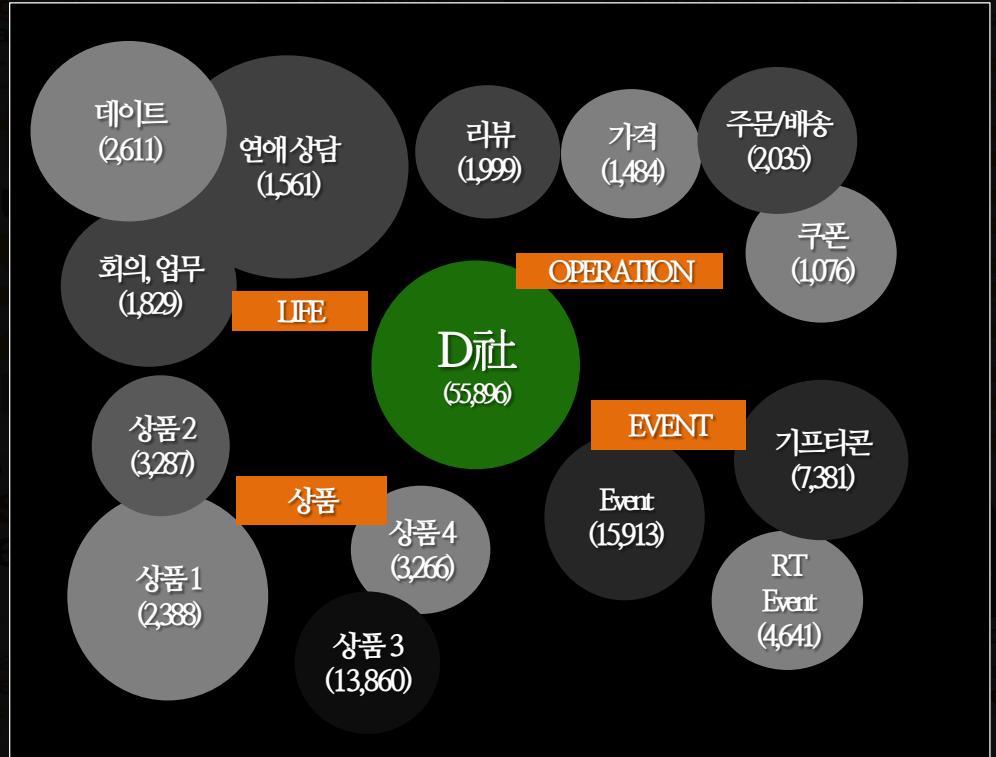 데이트
(2,611)
연애 상담
(1,561)
리뷰
(1,999)
가격
(1,484)
주문/배송
(2,035)
쿠폰
(1,076)
회의, 업무
(1,829)
LIFE
OPERATION
D社
(55,896)
상품 2
(3,287)
상품
상품 1
(2,388)
상품 4
(3,266)
상품 3
(13,860)
EVENT
Event
(15,913)
기프티콘
(7,381)
RT
Event
(4,641)